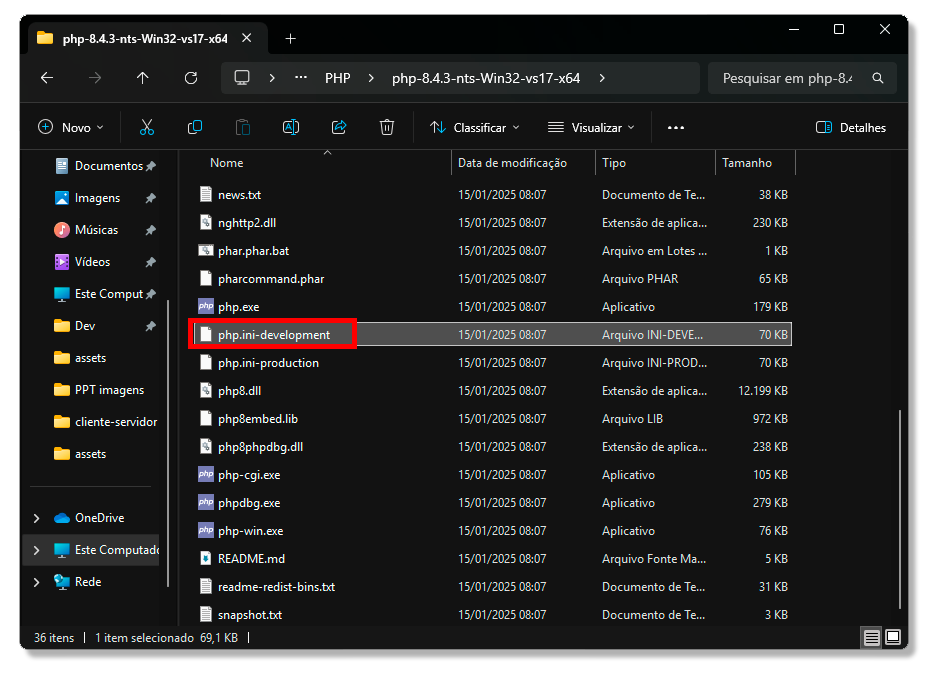 php-8.4.3-nts-Win32-vs17-x64
PHP
php-8.4.3-nts-Win32-vs17-x64
Pesquisar em php-8.4
Novo
Classificar
Visualizar
Detalhes
Documentos
Imagens
Músicas
Vídeos
Este Comput
Dev
assets
PPT imagens
cliente-servidor
assets
OneDrive
Este Computado
Rede
Nome Data de modificação Tipo Tamanho
news.txt 15/01/2025 08:07 Documento de Te... 38 KB
nghttp2.dll 15/01/2025 08:07 Extensão de aplica... 230 KB
phar.phar.bat 15/01/2025 08:07 Arquivo em Lotes ... 1 KB
pharcommand.phar 15/01/2025 08:07 Arquivo PHAR 65 KB
php php.exe 15/01/2025 08:07 Aplicativo 179 KB
php.ini-development 15/01/2025 08:07 Arquivo INI-DEVE... 70 KB
php.ini-production 15/01/2025 08:07 Arquivo INI-PROD... 70 KB
php8.dll 15/01/2025 08:07 Extensão de aplica... 12.199 KB
php8embed.lib 15/01/2025 08:07 Arquivo LIB 972 KB
php8phpdbg.dll 15/01/2025 08:07 Extensão de aplica... 238 KB
php php-cgi.exe 15/01/2025 08:07 Aplicativo 105 KB
php phpdbg.exe 15/01/2025 08:07 Aplicativo 279 KB
php php-win.exe 15/01/2025 08:07 Aplicativo 76 KB
README.md 15/01/2025 08:07 Arquivo Fonte Ma... 5 KB
readme-redist-bins.txt 15/01/2025 08:07 Documento de Te... 31 KB
snapshot.txt 15/01/2025 08:07 Documento de Te... 3 KB
36 itens 1 item selecionado 69,1 KB